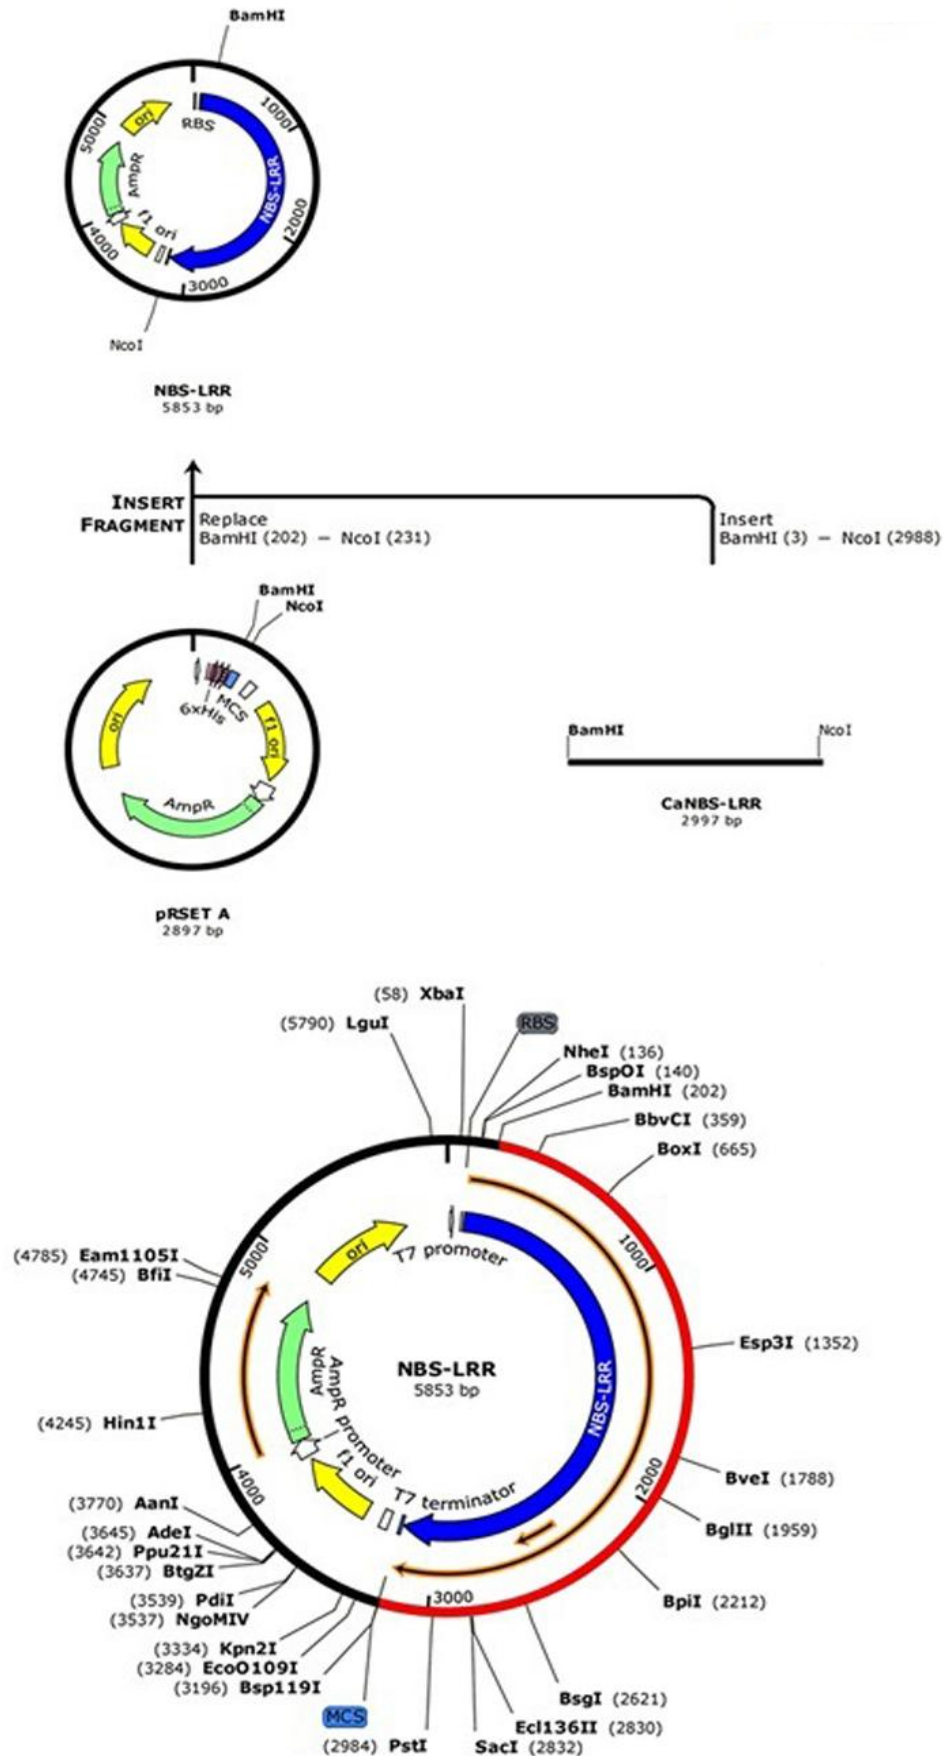 BamHI
1000
2000
3000
4000
5000
ori
RBS
AmpR
NBS-LRR
f1 ori
NcoI
NBS-LRR
5853 bp
INSERT
FRAGMENT
Replace
BamHI (202) – NcoI (231)
Insert
BamHI (3) – NcoI (2988)
BamHI
NcoI
ori
6xHis
MCS
f1 ori
AmpR
pRSET A
2897 bp
BamHI
NcoI
CaNBS-LRR
2997 bp
(58) XbaI
(5790) LguI
RBS
NheI (136)
BspOI (140)
BamHI (202)
BbvCI (359)
BoxI (665)
1000
Esp3I (1352)
BveI (1788)
2000
BglII (1959)
BpiI (2212)
BsgI (2621)
Ecl136II (2830)
SacI (2832)
(2984) PstI
MCS
3000
(3196) Bsp119I
(3284) EcoO109I
(3334) Kpn2I
(3537) NgoMIV
(3539) PdiI
(3637) BtgZI
(3642) Ppu21I
(3645) AdeI
(3770) AanI
4000
(4245) Hin1I
(4745) BfiI
(4785) Eam1105I
5000
ori
T7 promoter
NBS-LRR
NBS-LRR
5853 bp
AmpR
AmpR promoter
f1 ori
T7 terminator